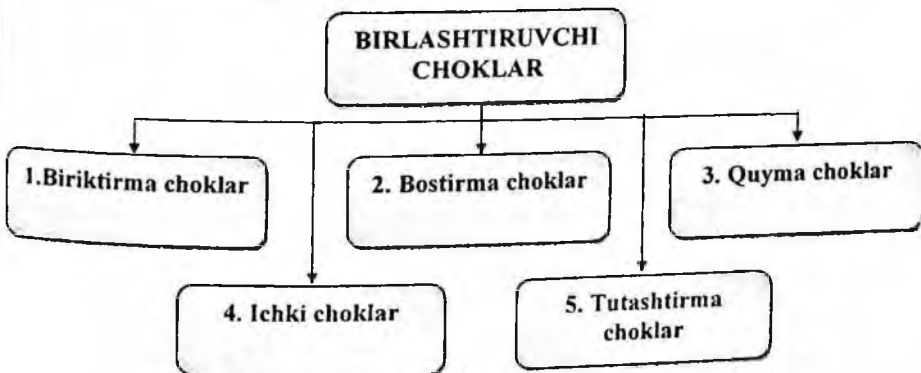 BIRLASHTIRUVCHI
CHOKLAR
1.Biriktirma choklar
2. Bostirma choklar
3. Quyma choklar
4. Ichki choklar
5. Tutashtirma
choklar